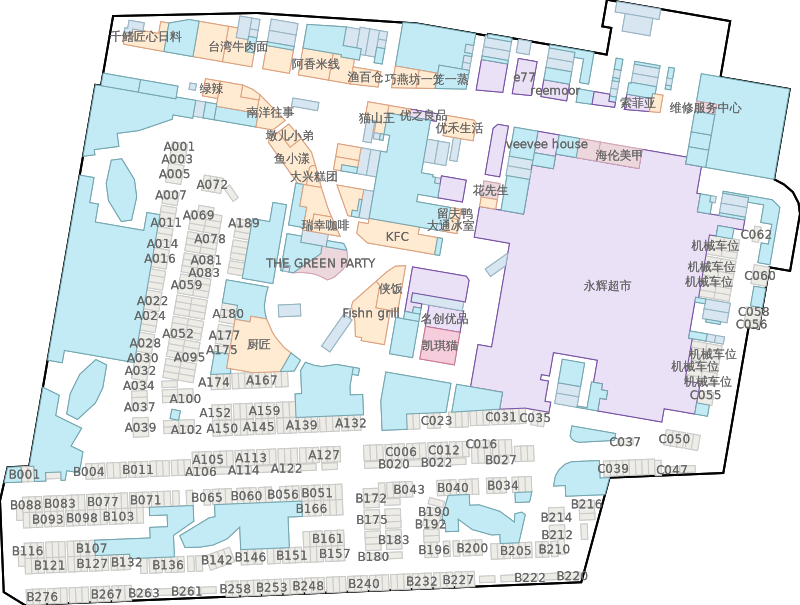 千鳍匠心日料
台湾牛肉面
阿香米线
渔百仓
巧燕坊一笼一蒸
e77
reemoor
索菲亚
维修服务中心
绿辣
南洋往事
猫山王
优之良品
优禾生活
墩儿小弟
鱼小漾
大兴糕团
veevee house
海伦美甲
花先生
留夫鸭
大通冰室
瑞幸咖啡
KFC
THE GREEN PARTY
侠饭
Fishn grill
名创优品
凯琪猫
厨匠
永辉超市
机械车位
机械车位
机械车位
机械车位
机械车位
机械车位
A001
A003
A005
A072
A007
A069
A011
A189
A078
A014
A016
A081
A083
A059
A022
A024
A180
A052
A177
A028
A175
A030
A095
A032
A034
A174
A167
A100
A037
A152
A159
A039
A102
A150
A145
A139
A132
C062
C060
C058
C056
C055
C023
C031
C035
C037
C050
C016
C006
C012
C039
C047
A105
A113
A127
A106
A114
A122
B001
B004
B011
B020
B022
B027
B088
B083
B077
B071
B065
B060
B056
B051
B172
B043
B040
B034
B216
B093
B098
B103
B166
B175
B190
B192
B214
B212
B116
B107
B161
B183
B121
B127
B132
B136
B142
B146
B151
B157
B180
B196
B200
B205
B210
B276
B267
B263
B261
B258
B253
B248
B240
B232
B227
B222
B220